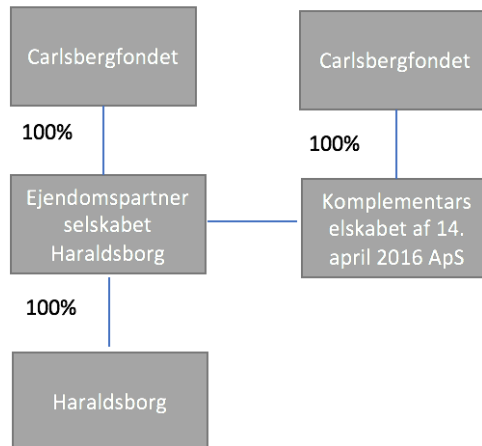 Carlsbergfondet
Carlsbergfondet
100%
100%
Ejendomspartner
selskabet
Haraldsborg
Komplementars
elskabet af 14.
april 2016 ApS
100%
Haraldsborg